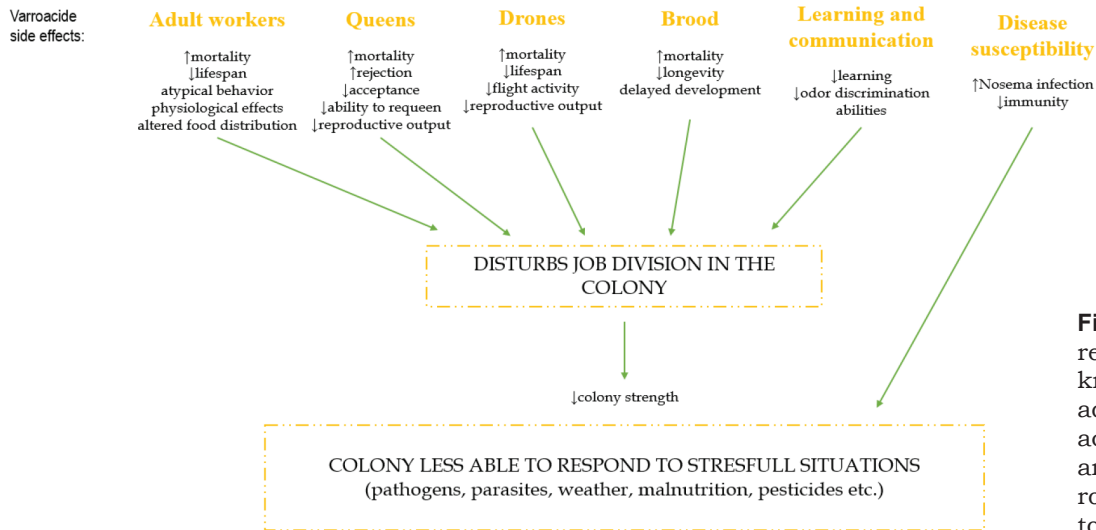 Varroacide
side effects:
Adult workers
↑mortality
↓lifespan
atypical behavior
physiological effects
altered food distribution
Queens
↑mortality
↑rejection
↓acceptance
↓ability to requeen
↓reproductive output
Drones
↑mortality
↓lifespan
↓flight activity
↓reproductive output
Brood
↑mortality
↓longevity
delayed development
Learning and
communication
↓learning
↓odor discrimination
abilities
Disease
susceptibility
↑Nosema infection
↓immunity
DISTURBS JOB DIVISION IN THE
COLONY
↓colony strength
COLONY LESS ABLE TO RESPOND TO STRESFULL SITUATIONS
(pathogens, parasites, weather, malnutrition, pesticides etc.)